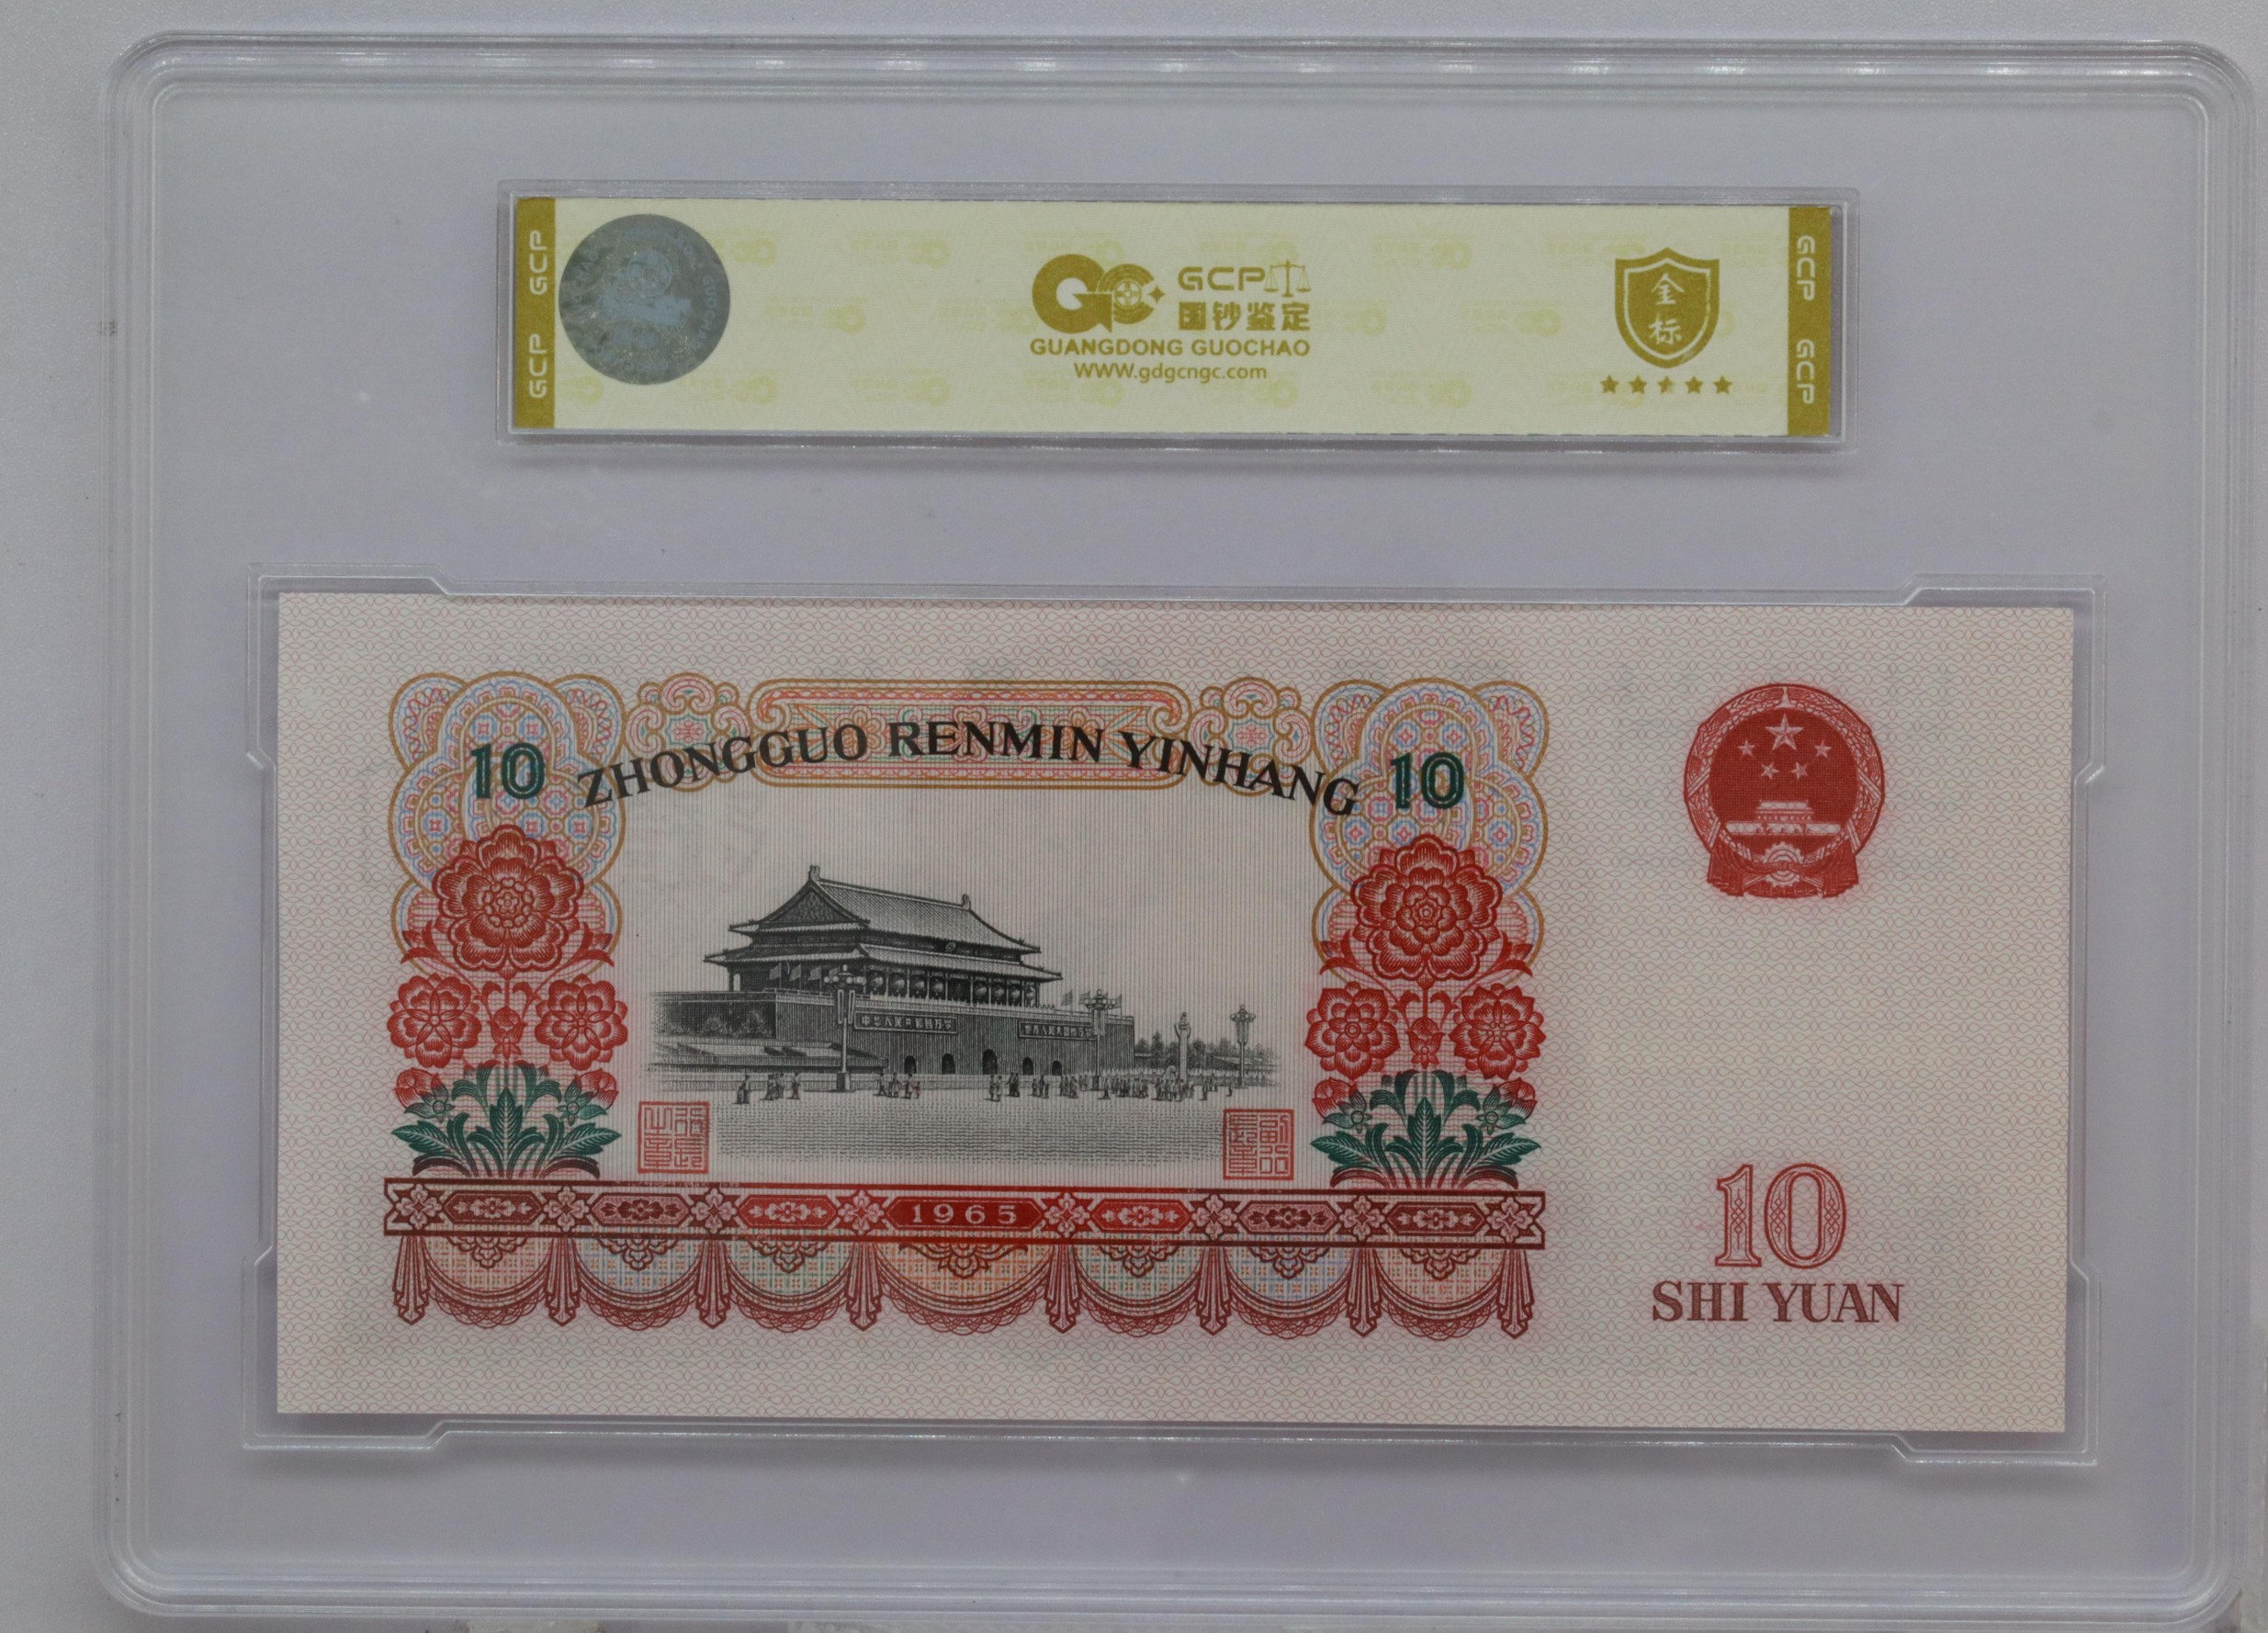 GCP GCP
GCP
国钞鉴定
GUANGDONG GUOCHAO
www.gdgcngc.com
金
标
GCP GCP
10 ZHONGGUO RENMIN YINHANG 10
1965
10
SHI YUAN